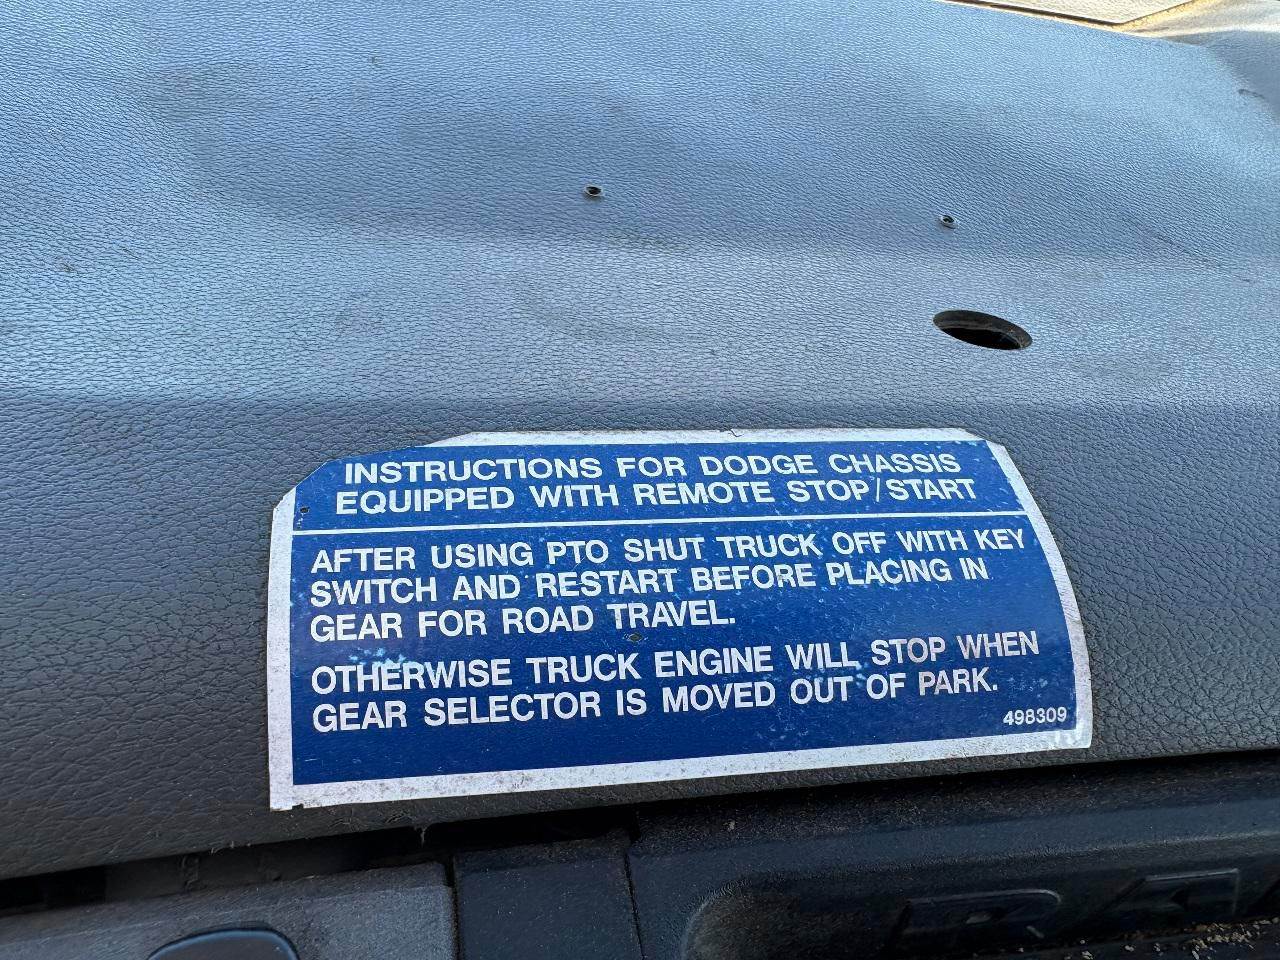 INSTRUCTIONS FOR DODGE CHASSIS
EQUIPPED WITH REMOTE STOP/START
AFTER USING PTO SHUT TRUCK OFF WITH KEY
SWITCH AND RESTART BEFORE PLACING IN
GEAR FOR ROAD TRAVEL.
OTHERWISE TRUCK ENGINE WILL STOP WHEN
GEAR SELECTOR IS MOVED OUT OF PARK.
498309